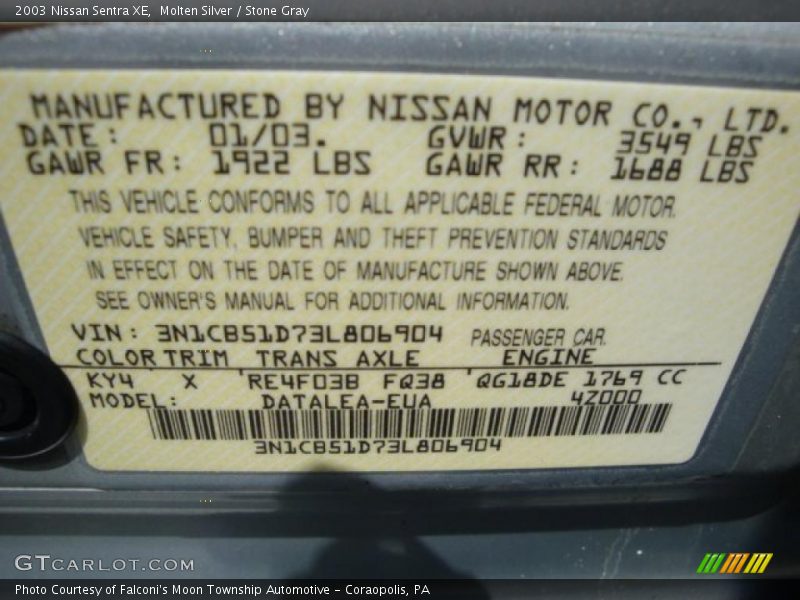 2003 Nissan Sentra XE, Molten Silver / Stone Gray
MANUFACTURED BY NISSAN MOTOR CO., LTD.
DATE: 01/03. GVWR: 3549 LBS
GAWR FR: 1922 LBS GAWR RR: 1688 LBS
THIS VEHICLE CONFORMS TO ALL APPLICABLE FEDERAL MOTOR.
VEHICLE SAFETY, BUMPER AND THEFT PREVENTION STANDARDS
IN EFFECT ON THE DATE OF MANUFACTURE SHOWN ABOVE.
SEE OWNER'S MANUAL FOR ADDITIONAL INFORMATION.
VIN: 3N1CB51D73L806904 PASSENGER CAR.
COLOR TRIM TRANS AXLE ENGINE
KY4 X 'RE4F03B FQ38 'QG18DE 1769 CC
MODEL: DATALEA-EUA 4Z000
3N1CB51D73L806904
GTCARLOT.COM
Photo Courtesy of Falconi's Moon Township Automotive - Coraopolis, PA